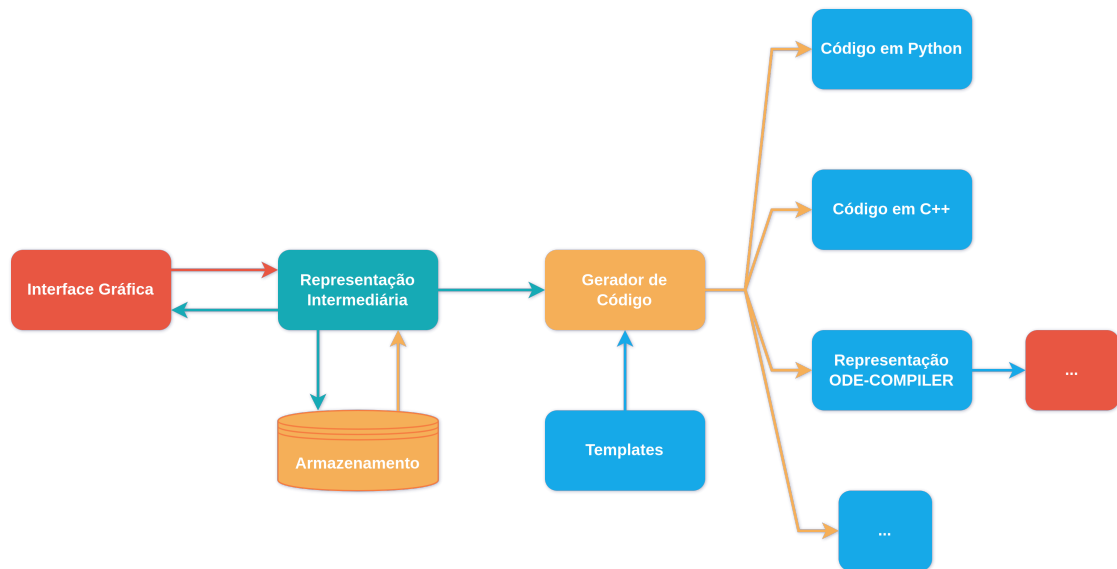 Código em Python
Código em C++
Interface Gráfica
Representação
Intermediária
Gerador de
Código
Representação
ODE-COMPILER
...
Armazenamento
Templates
...